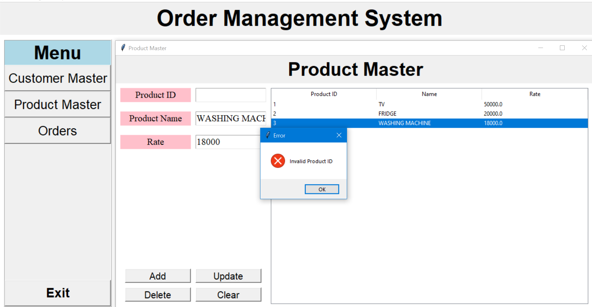 Order Management System
Menu
Customer Master
Product Master
Orders
Exit
Product Master
Product Master
Product ID
Product Name WASHING MACH
Rate 18000
Add Update
Delete Clear
Product ID Name Rate
1 TV 50000.0
2 FRIDGE 20000.0
3 WASHING MACHINE 18000.0
Error
Invalid Product ID
OK